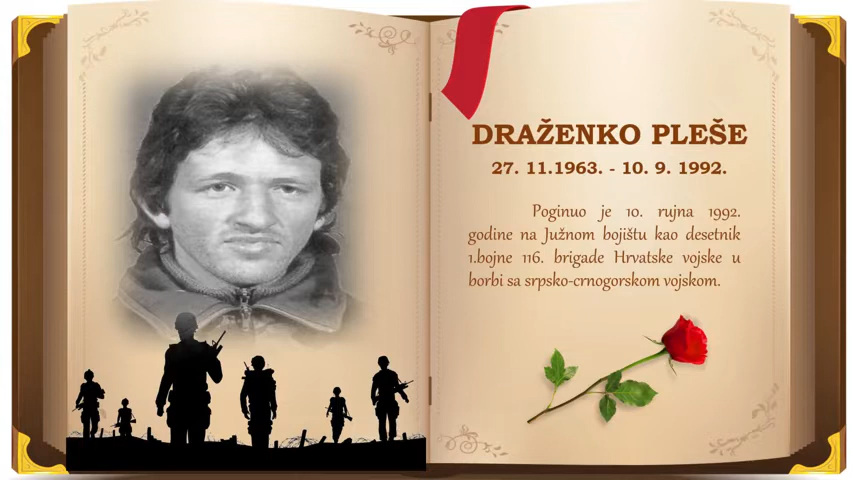 DRAŽENKO PLEŠE
27. 11.1963. - 10. 9. 1992.
Poginuo je 10. rujna 1992.
godine na Južnom bojištu kao desetnik
1.bojne 116. brigade Hrvatske vojske u
borbi sa srpsko-crnogorskom vojskom.